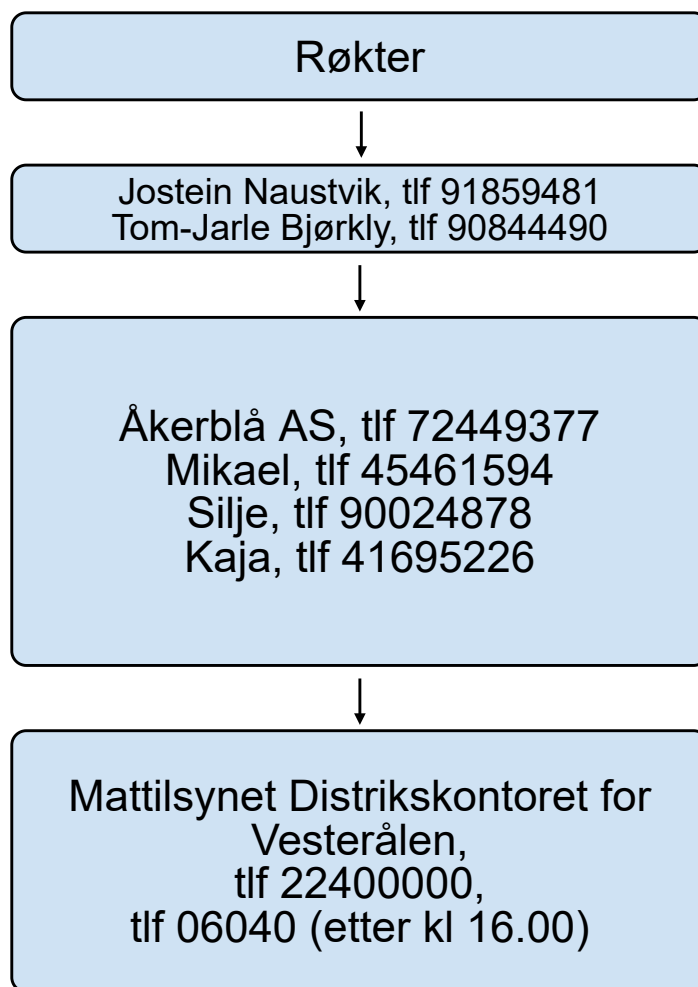 Røkter
Jostein Naustvik, tlf 91859481
Tom-Jarle Bjørkly, tlf 90844490
Åkerblå AS, tlf 72449377
Mikael, tlf 45461594
Silje, tlf 90024878
Kaja, tlf 41695226
Mattilsynet Distrikskontoret for
Vesterålen,
tlf 22400000,
tlf 06040 (etter kl 16.00)